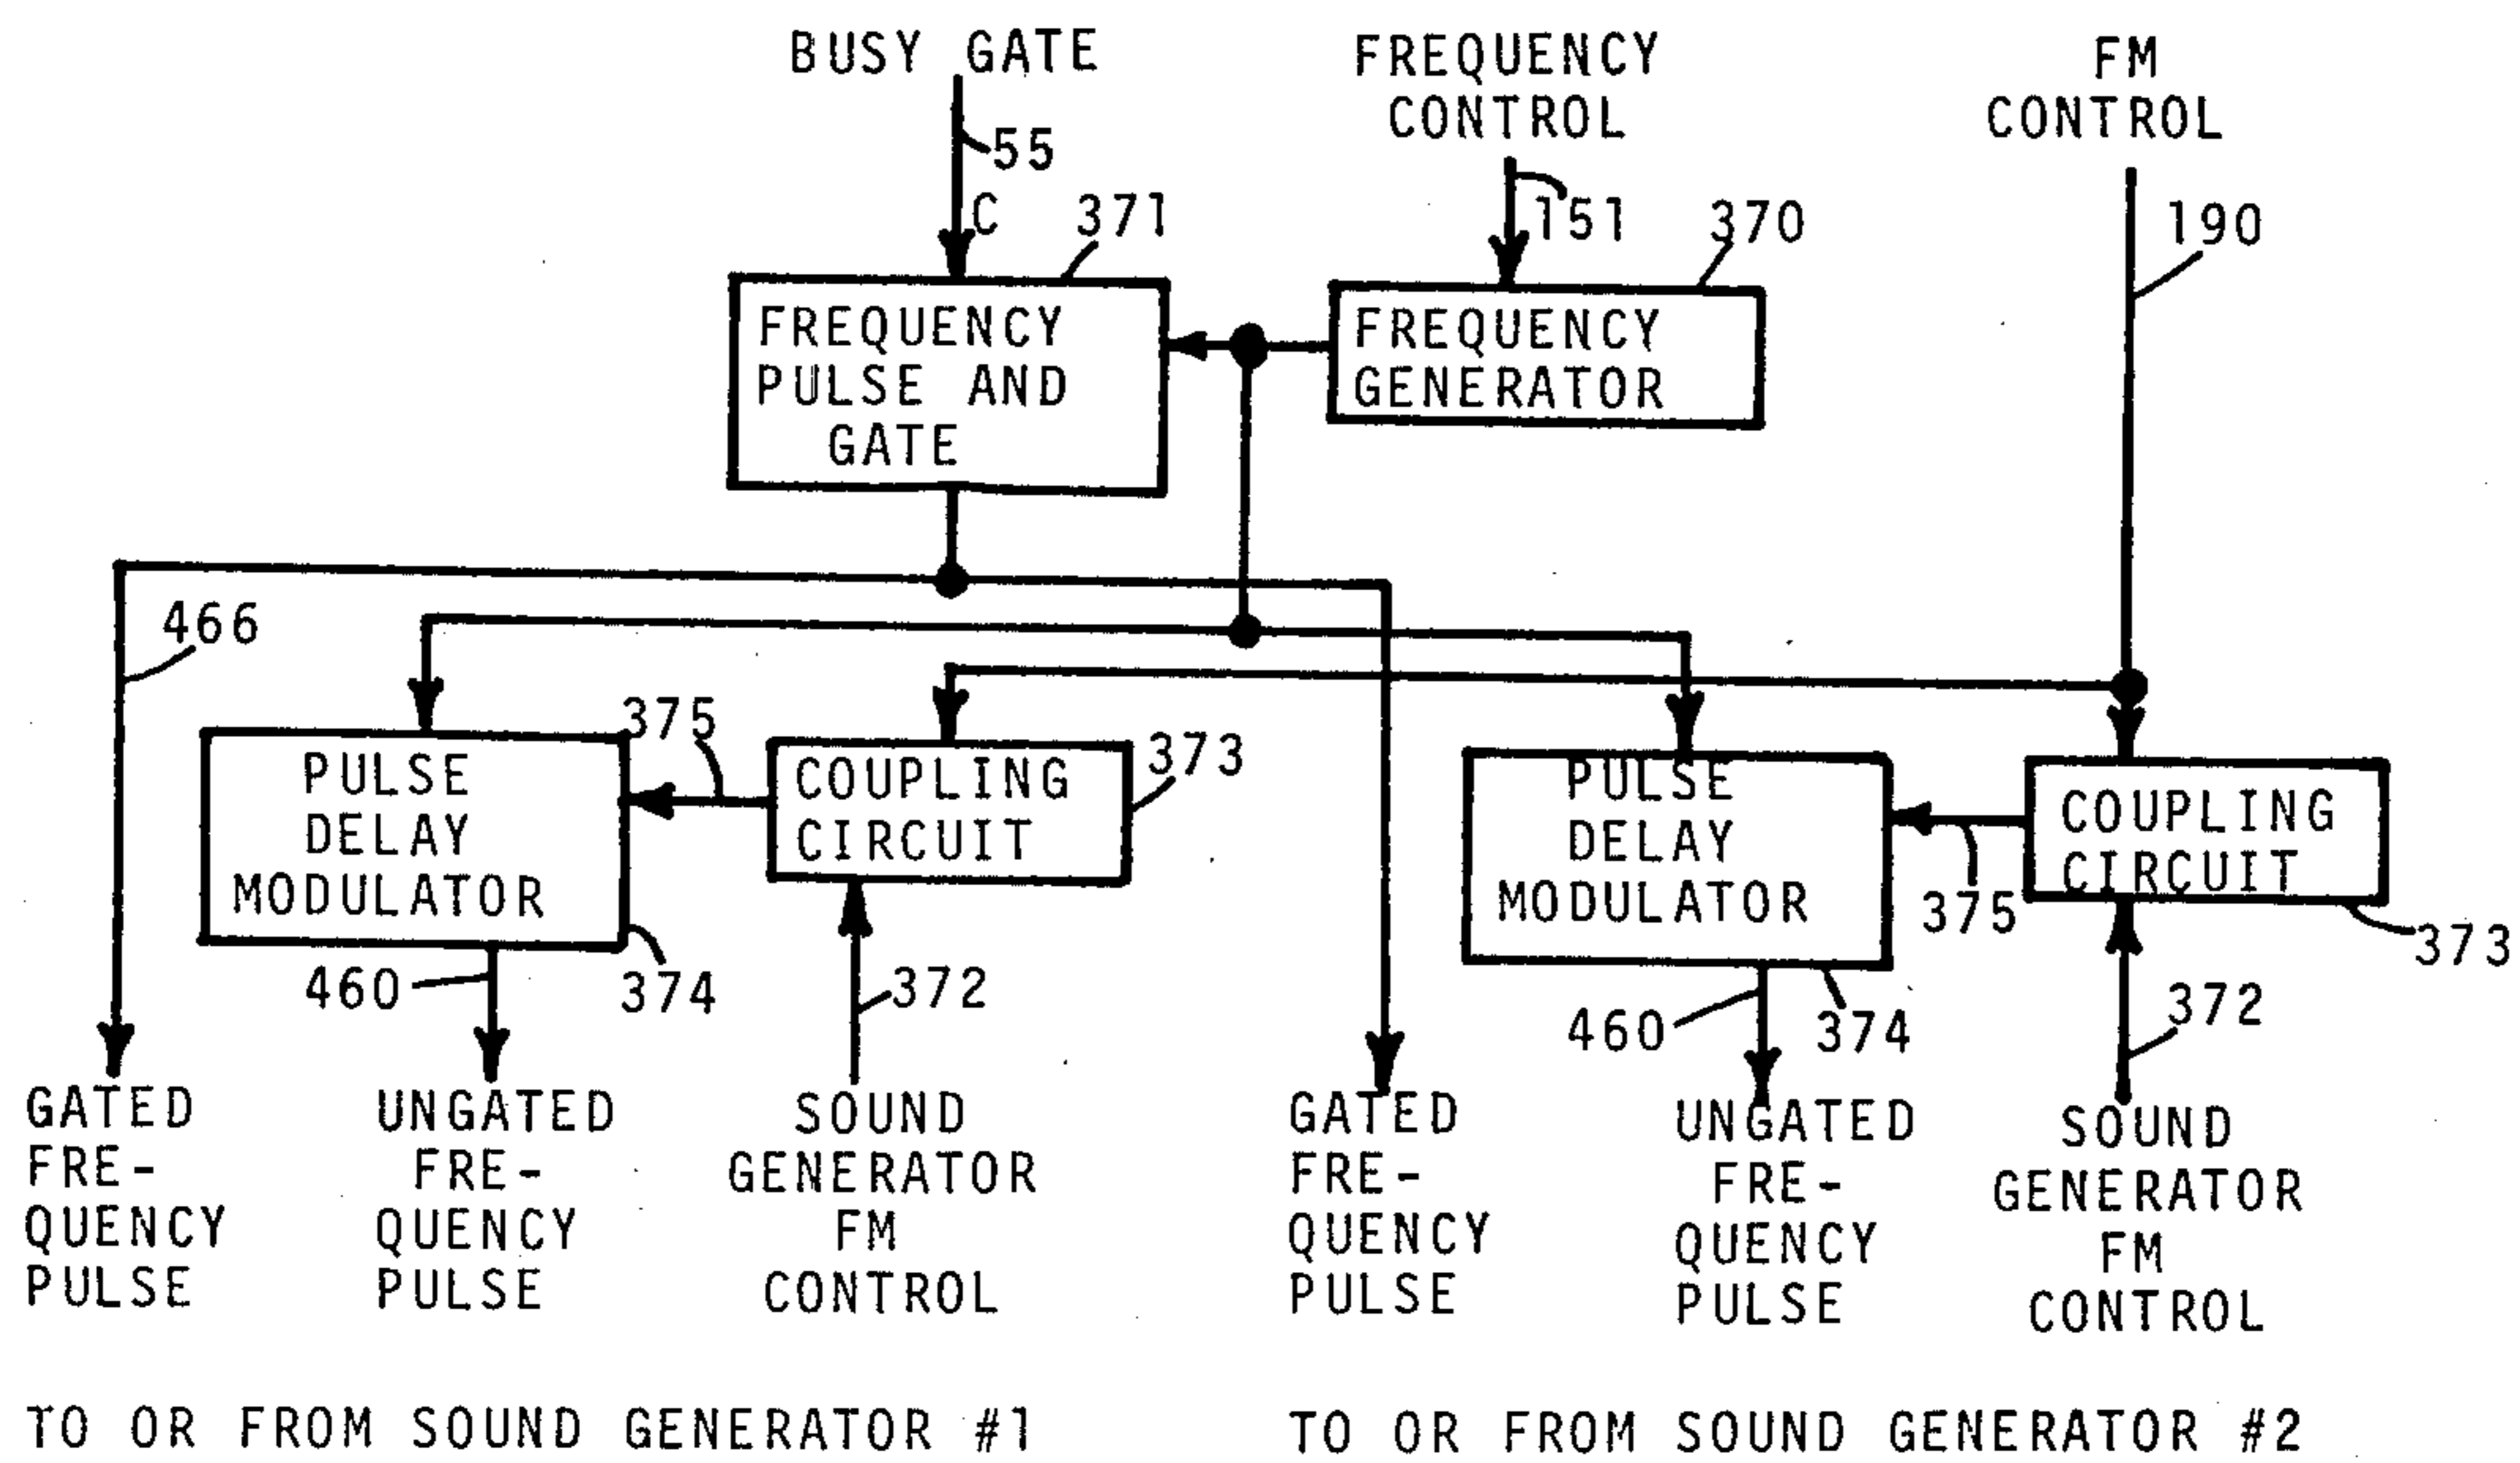 BUSY GATE
FREQUENCY
CONTROL
FM
CONTROL
55
C
371
151
370
190
FREQUENCY
PULSE AND
GATE
FREQUENCY
GENERATOR
466
375
373
PULSE
DELAY
MODULATOR
COUPLING
CIRCUIT
PULSE
DELAY
MODULATOR
COUPLING
CIRCUIT
375
373
460
374
372
460
374
372
GATED
FRE-
QUENCY
PULSE
UNGATED
FRE-
QUENCY
PULSE
SOUND
GENERATOR
FM
CONTROL
GATED
FRE-
QUENCY
PULSE
UNGATED
FRE-
QUENCY
PULSE
SOUND
GENERATOR
FM
CONTROL
TO OR FROM SOUND GENERATOR #1
TO OR FROM SOUND GENERATOR #2